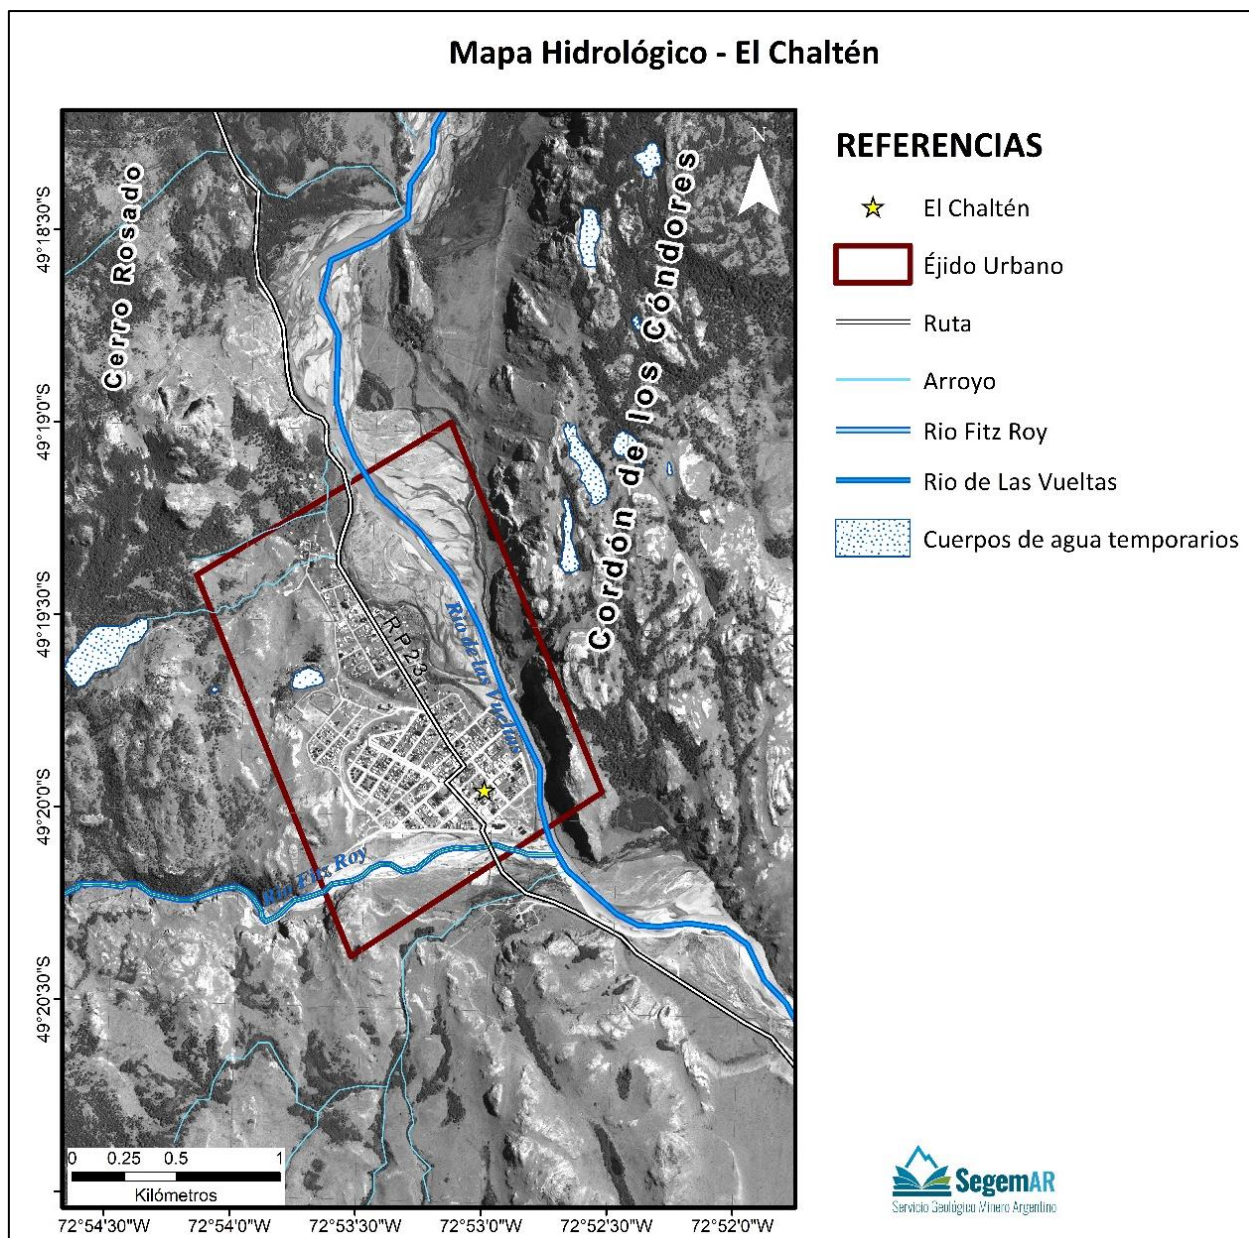 Mapa Hidrológico - El Chaltén
N
Cerro Rosado
Cordón de los Cóndores
RP23
Rio de las Vueltas
Rio Fitx Roy
49°18'30"S
49°19'0"S
49°19'30"S
49°20'0"S
49°20'30"S
0 0.25 0.5 1
Kilómetros
72°54'30"W 72°54'0"W 72°53'30"W 72°53'0"W 72°52'30"W 72°52'0"W
REFERENCIAS
El Chaltén
Éjido Urbano
Ruta
Arroyo
Rio Fitz Roy
Rio de Las Vueltas
Cuerpos de agua temporarios
SegemAR
Servicio Geológico Minero Argentino